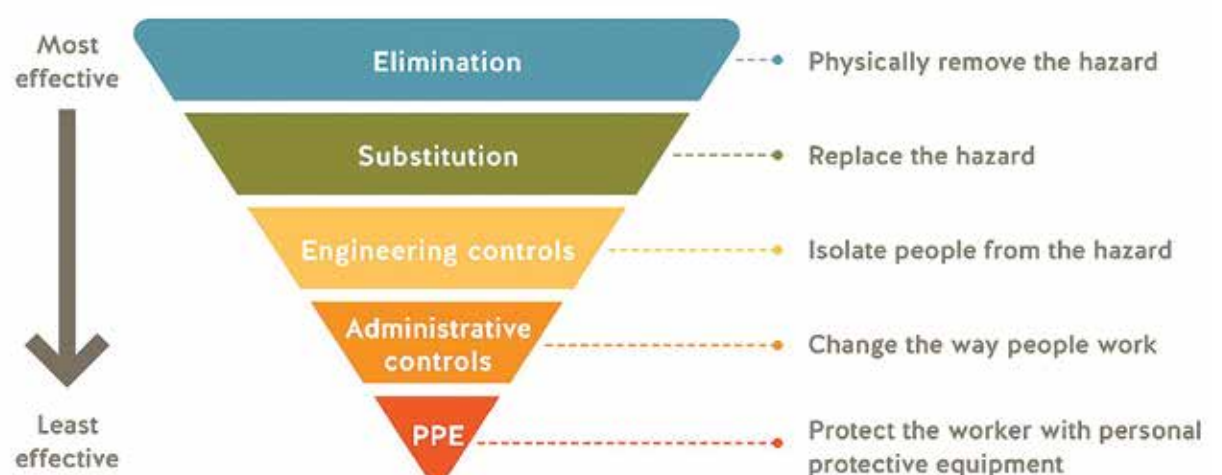 Most
effective
Elimination
Physically remove the hazard
Substitution
Replace the hazard
Engineering controls
Isolate people from the hazard
Administrative
controls
Change the way people work
Least
effective
PPE
Protect the worker with personal
protective equipment